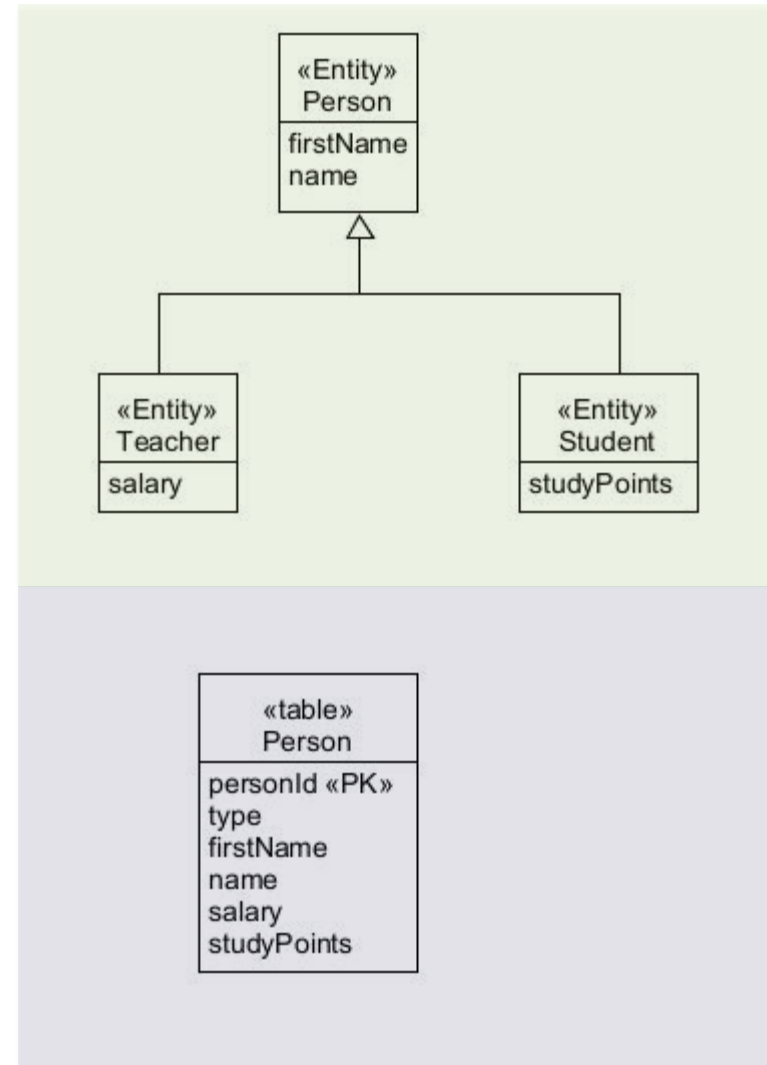 «Entity»
Person
firstName
name
«Entity»
Teacher
salary
«Entity»
Student
studyPoints
«table»
Person
personId «PK»
type
firstName
name
salary
studyPoints